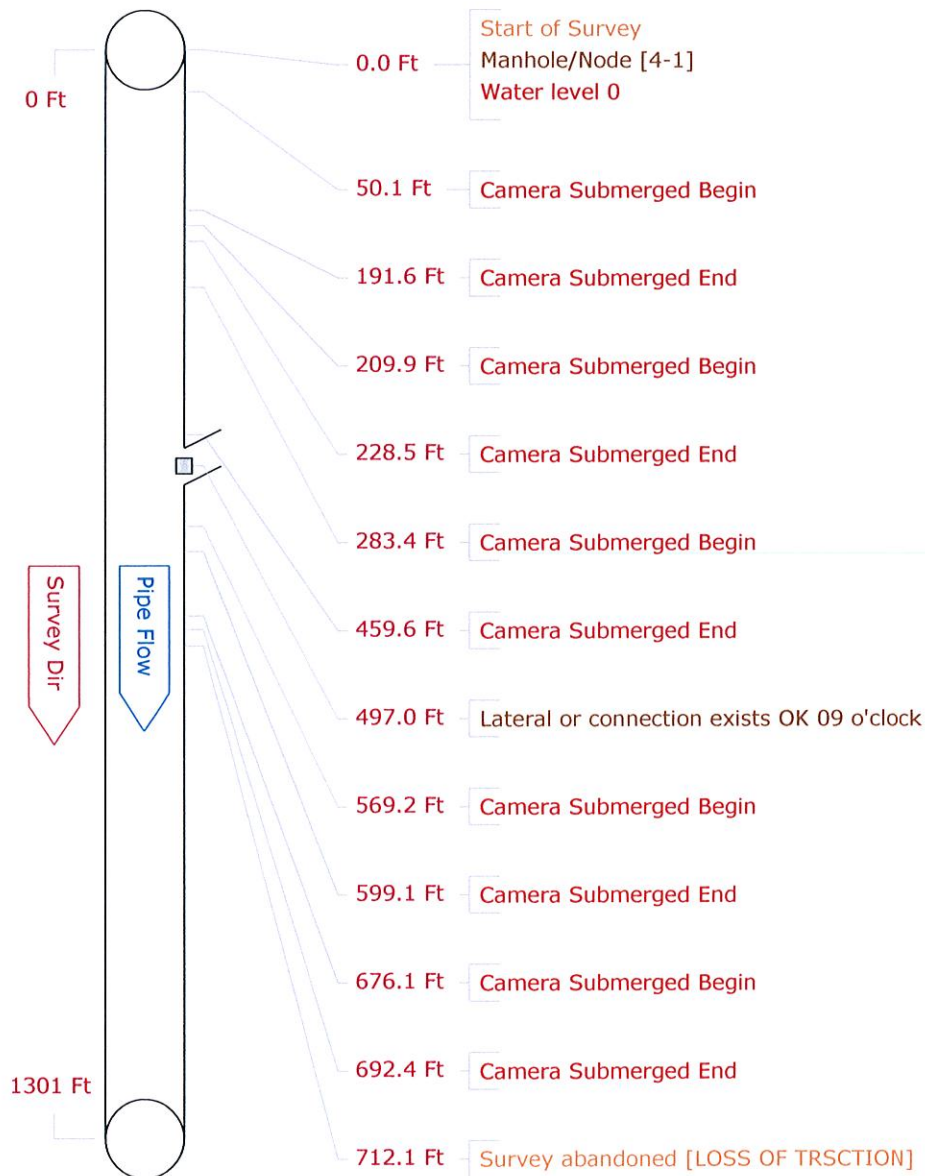 Start of Survey
0.0 Ft Manhole/Node [4-1]
Water level 0
0 Ft
50.1 Ft Camera Submerged Begin
191.6 Ft Camera Submerged End
209.9 Ft Camera Submerged Begin
228.5 Ft Camera Submerged End
283.4 Ft Camera Submerged Begin
459.6 Ft Camera Submerged End
Survey Dir
Pipe Flow
497.0 Ft Lateral or connection exists OK 09 o'clock
569.2 Ft Camera Submerged Begin
599.1 Ft Camera Submerged End
676.1 Ft Camera Submerged Begin
692.4 Ft Camera Submerged End
1301 Ft
712.1 Ft Survey abandoned [LOSS OF TRSCTION]